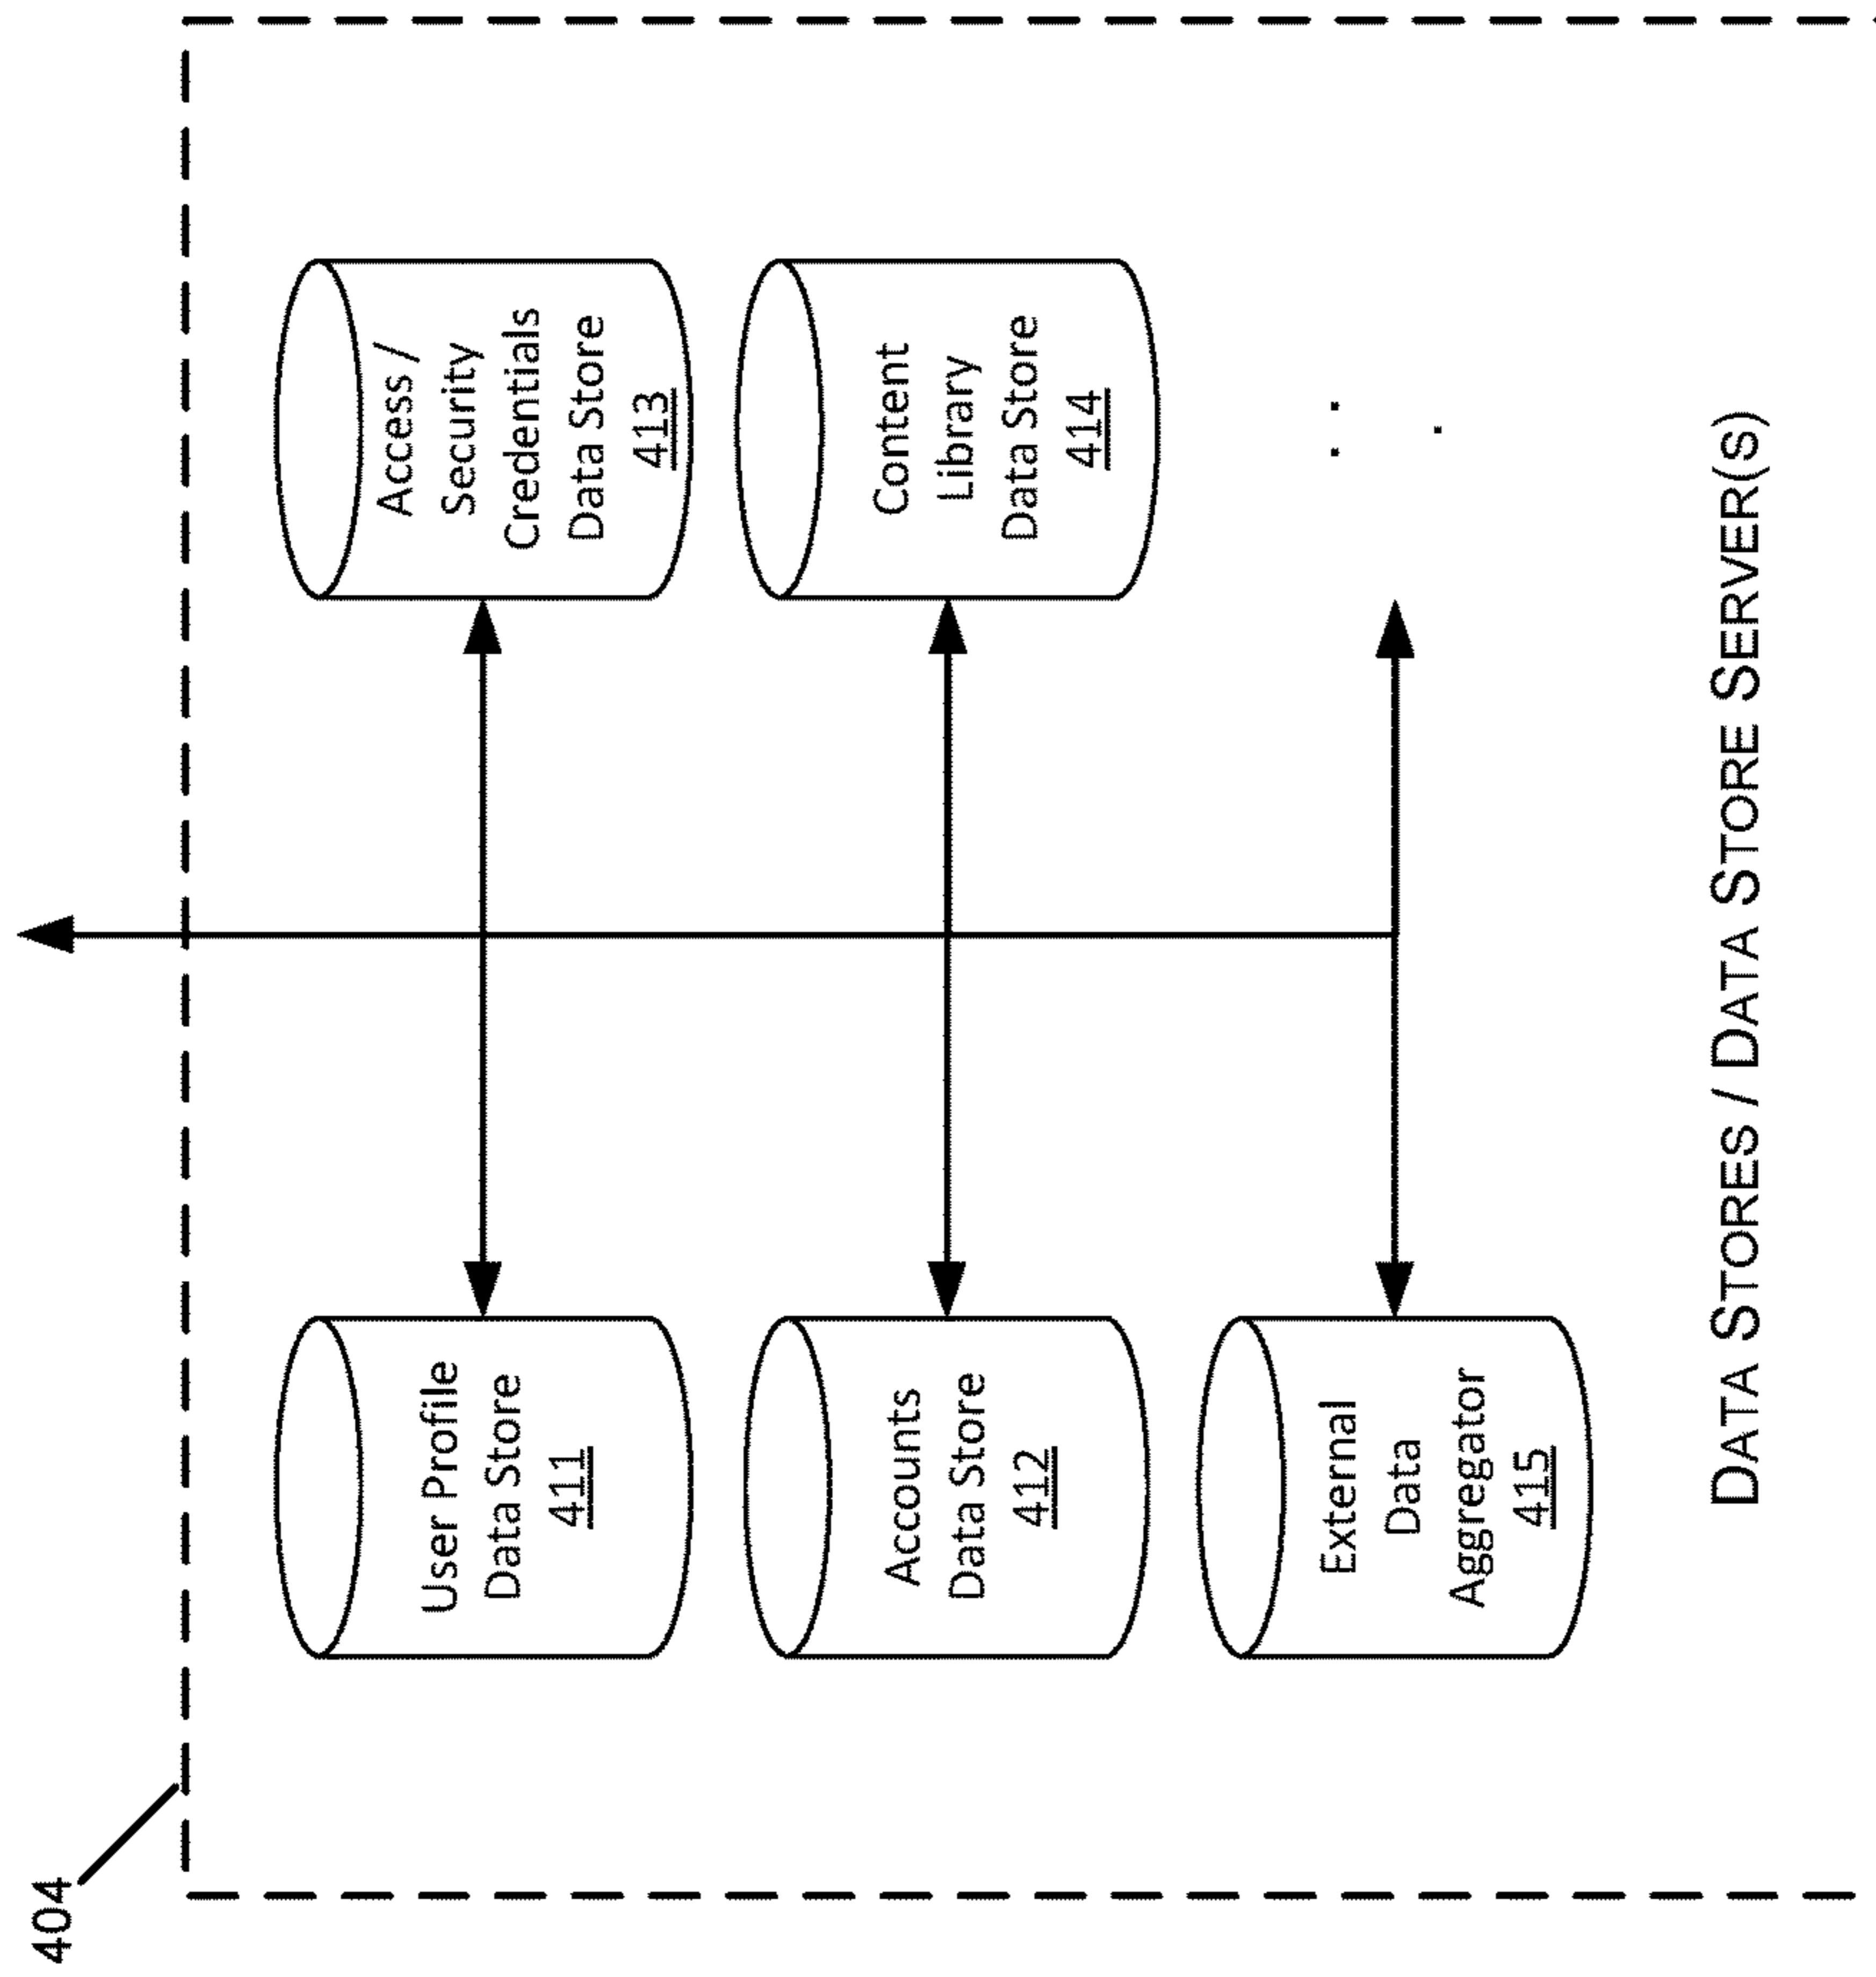 404
User Profile
Data Store
411
Accounts
Data Store
412
External
Data
Aggregator
415
Access /
Security
Credentials
Data Store
413
Content
Library
Data Store
414
DATA STORES / DATA STORE SERVER(S)